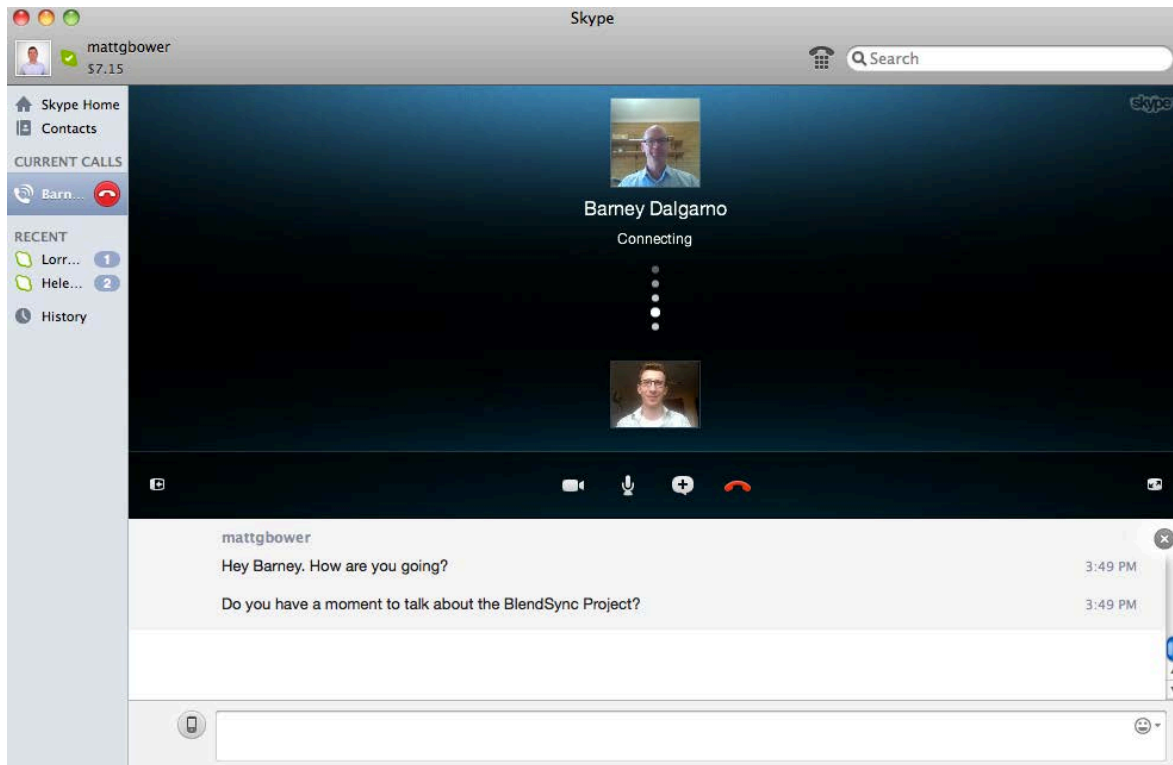 Skype
mattgbower
$7.15
Search
Skype Home
Contacts
CURRENT CALLS
Barn...
RECENT
Lorr... 1
Hele... 2
History
skype
Barney Dalgarno
Connecting
mattgbower
Hey Barney. How are you going? 3:49 PM
Do you have a moment to talk about the BlendSync Project? 3:49 PM